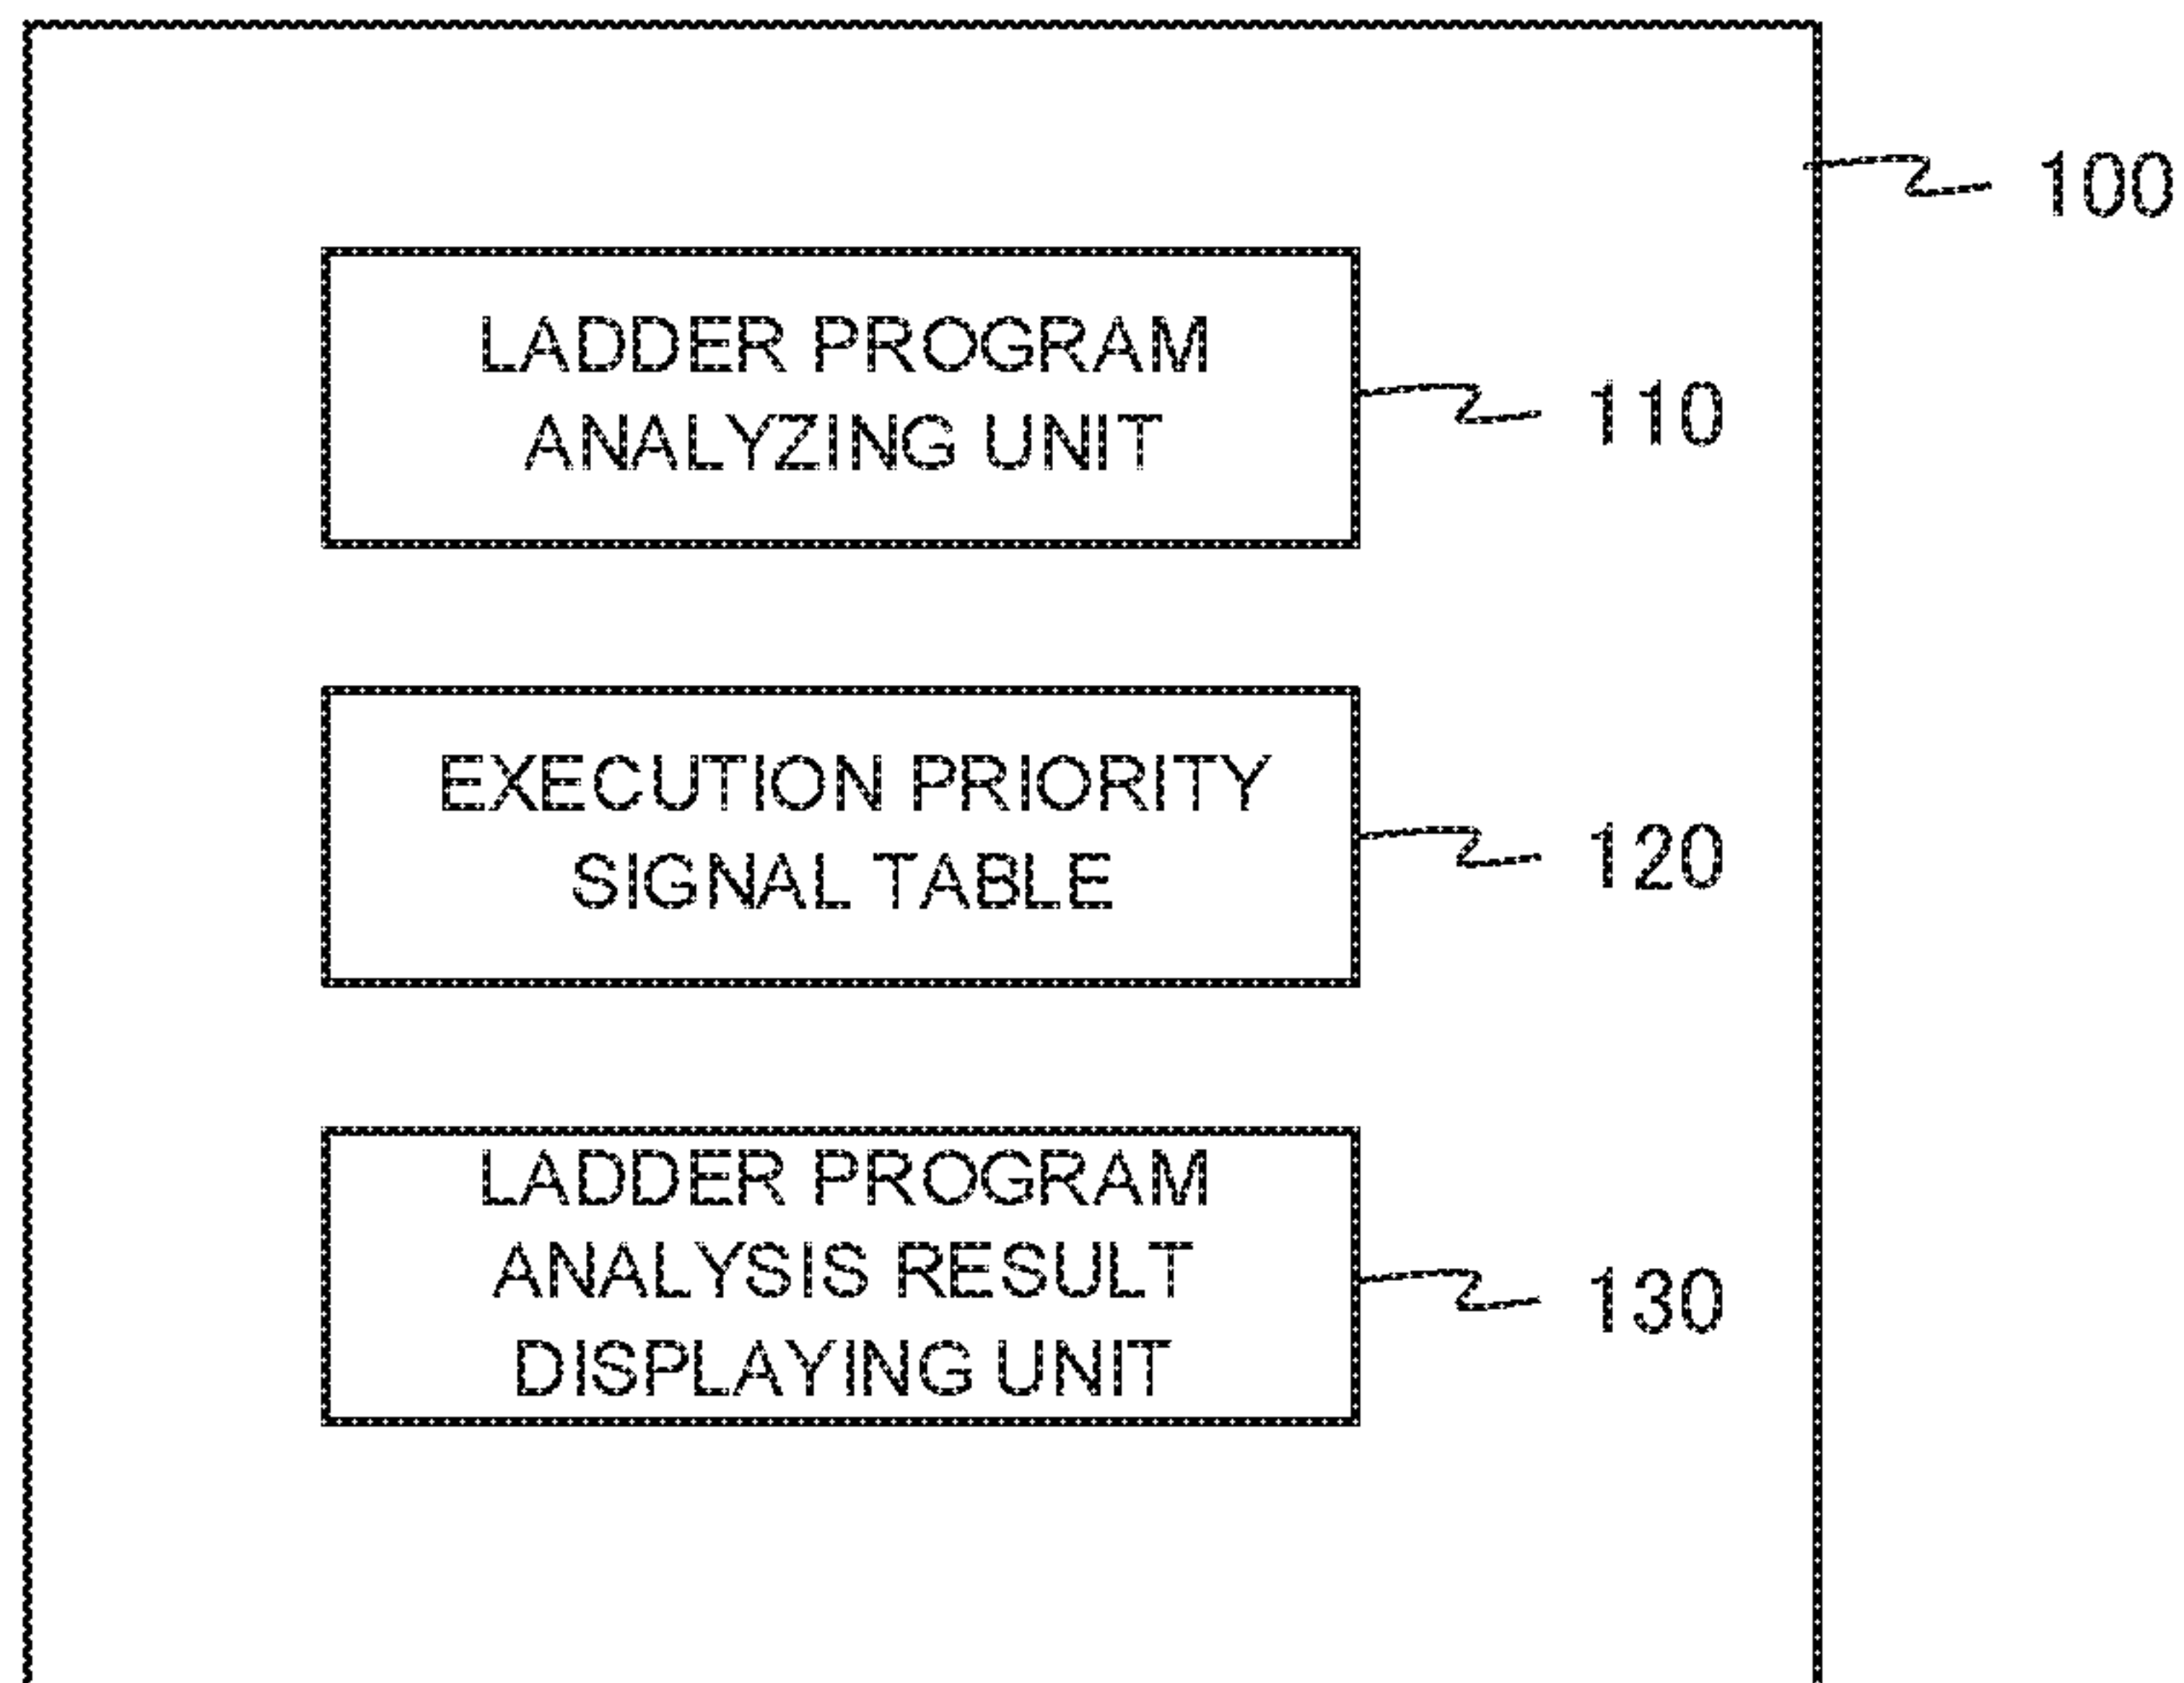 100
LADDER PROGRAM
ANALYZING UNIT
110
EXECUTION PRIORITY
SIGNAL TABLE
120
LADDER PROGRAM
ANALYSIS RESULT
DISPLAYING UNIT
130